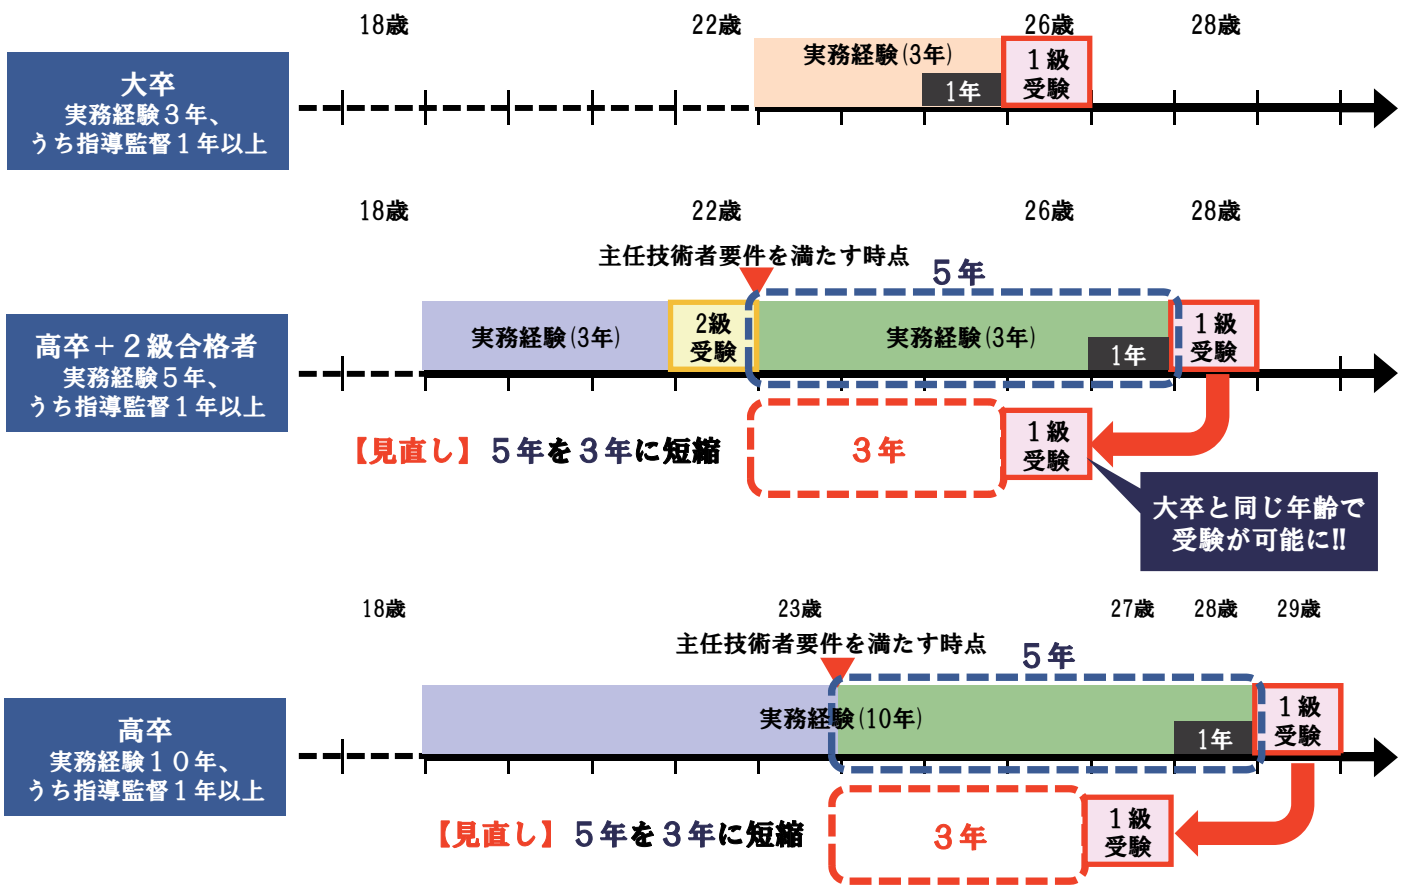 18歳
22歳
26歳
28歳
大卒
実務経験３年、
うち指導監督１年以上
実務経験(3年)
1年
１級
受験
18歳
22歳
26歳
28歳
主任技術者要件を満たす時点
５年
高卒＋２級合格者
実務経験５年、
うち指導監督１年以上
実務経験(3年)
2級
受験
実務経験(3年)
1年
１級
受験
【見直し】５年を３年に短縮
３年
１級
受験
大卒と同じ年齢で
受験が可能に!!
18歳
23歳
27歳
28歳
29歳
主任技術者要件を満たす時点
５年
高卒
実務経験１０年、
うち指導監督１年以上
実務経験(10年)
1年
１級
受験
【見直し】５年を３年に短縮
３年
１級
受験